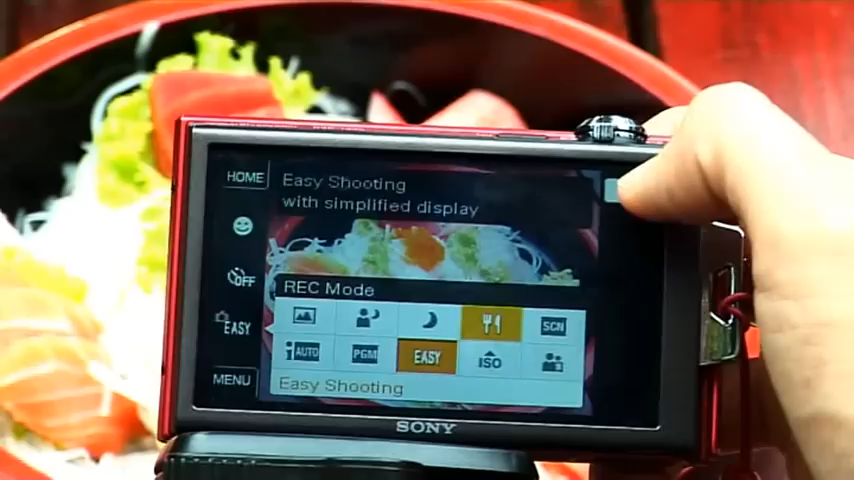 HOME
Easy Shooting
with simplified display
OFF
REC Mode
EASY
SCN
iAUTO
PGM
EASY
ISO
MENU
Easy Shooting
SONY